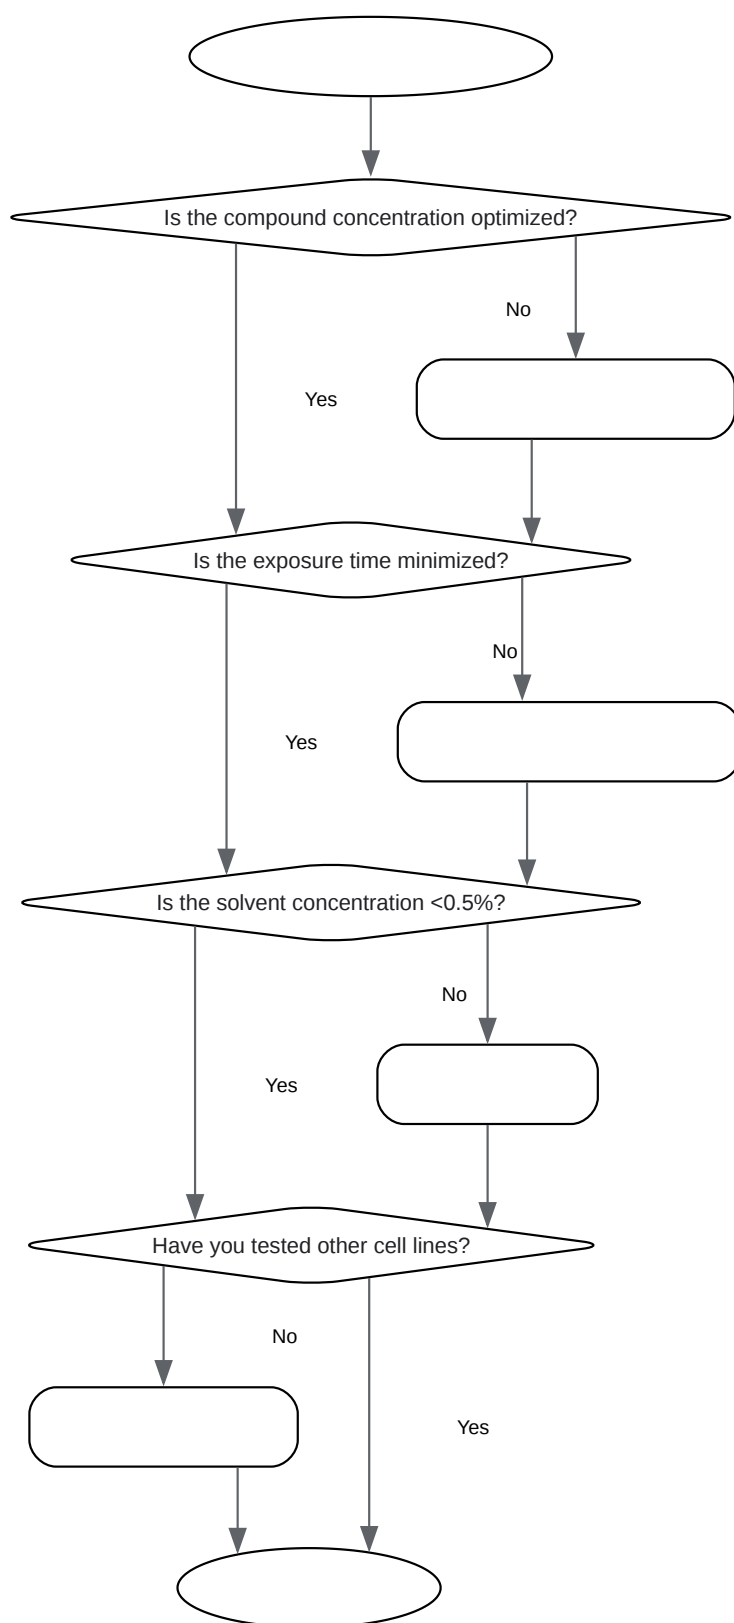 Is the compound concentration optimized?
No
Yes
Is the exposure time minimized?
No
Yes
Is the solvent concentration <0.5%?
No
Yes
Have you tested other cell lines?
No
Yes